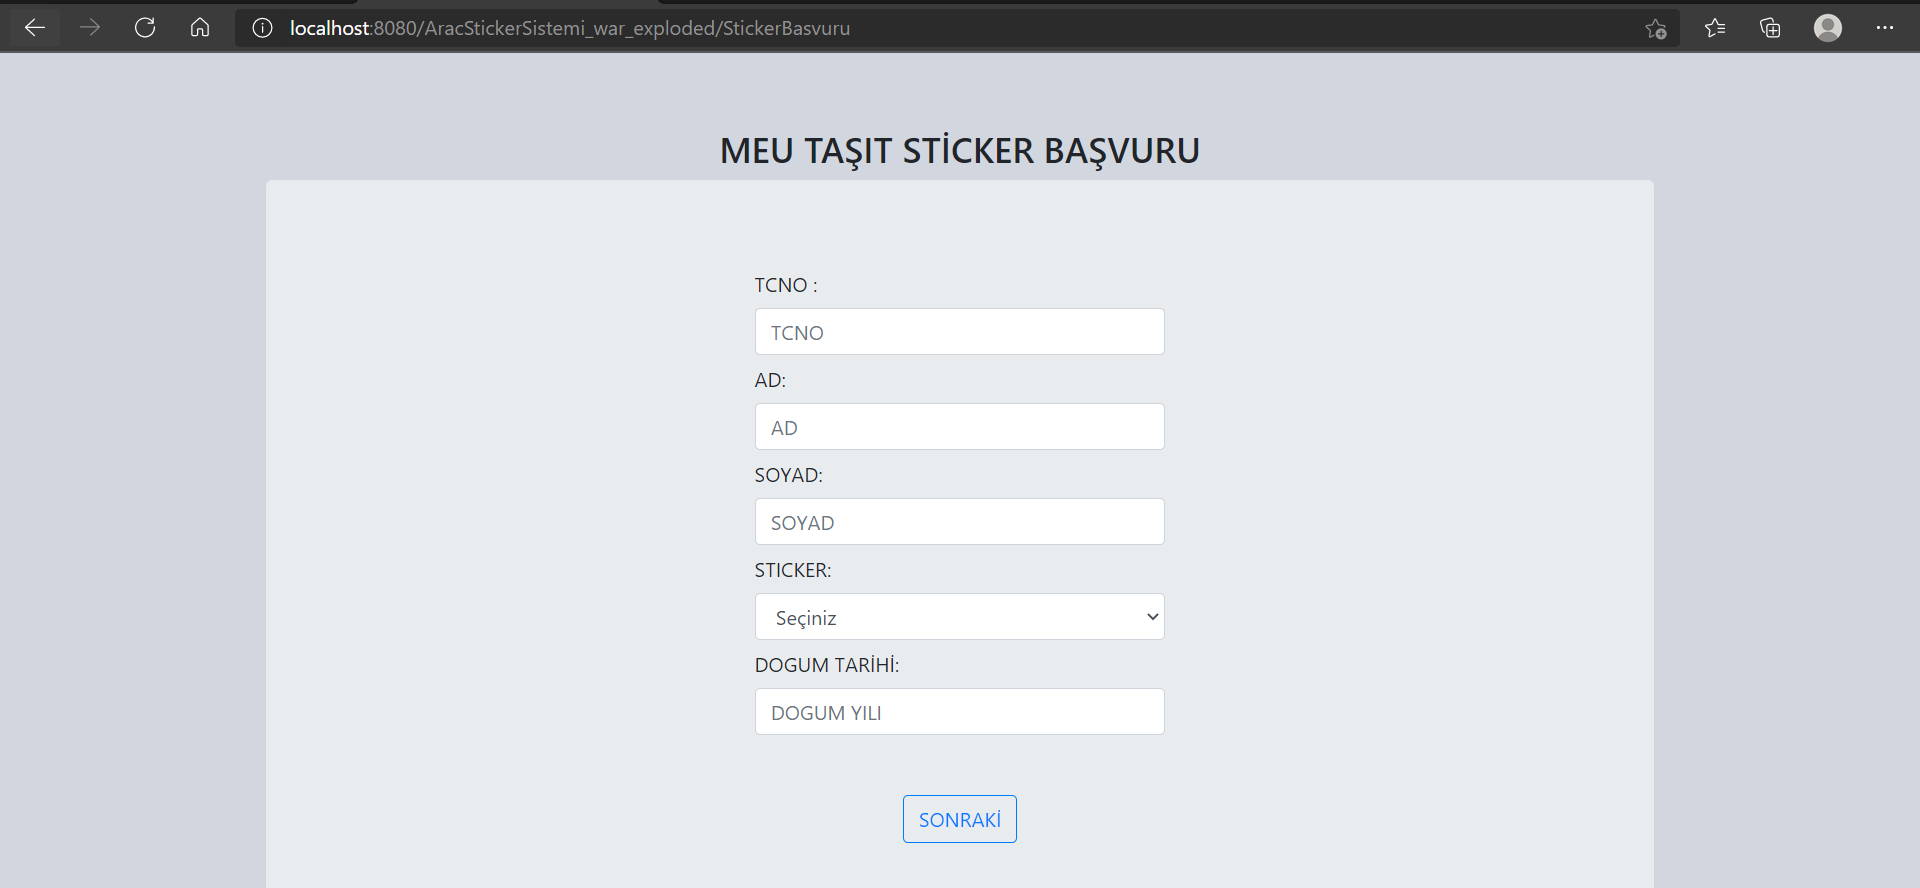 localhost:8080/AracStickerSistemi_war_exploded/StickerBasvuru
MEU TAŞIT STİCKER BAŞVURU
TCNO :
TCNO
AD:
AD
SOYAD:
SOYAD
STICKER:
Seçiniz
DOGUM TARİHİ:
DOGUM YILI
SONRAKİ